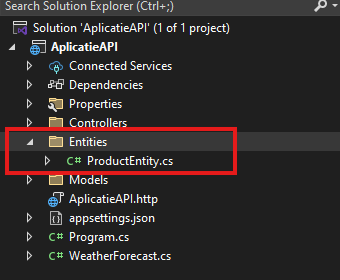 Search Solution Explorer (Ctrl+;)
Solution 'AplicatieAPI' (1 of 1 project)
AplicatieAPI
Connected Services
Dependencies
Properties
Controllers
Entities
C# ProductEntity.cs
Models
AplicatieAPI.http
appsettings.json
C# Program.cs
C# WeatherForecast.cs